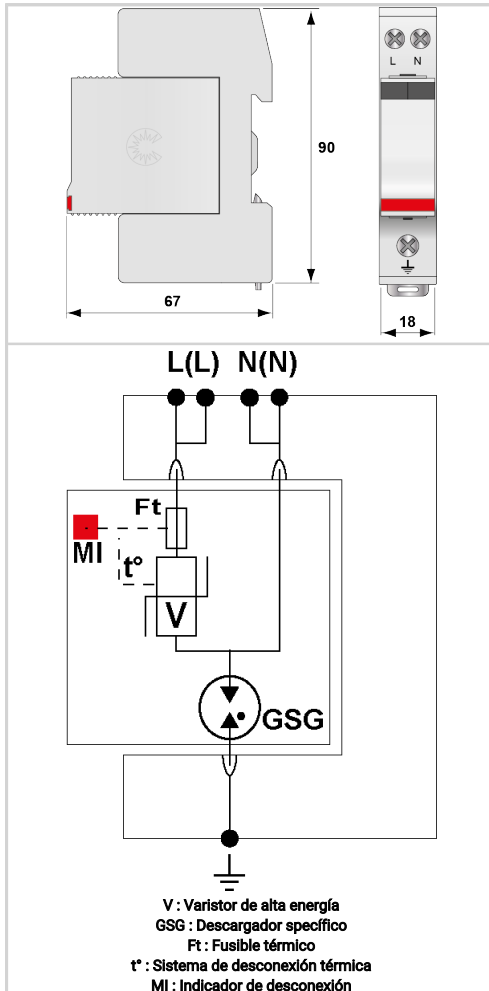 L N
90
67
18
L(L) N(N)
Ft
MI
t°
V
GSG
V : Varistor de alta energía
GSG : Descargador specífico
Ft : Fusible térmico
t° : Sistema de desconexión térmica
MI : Indicador de desconexión